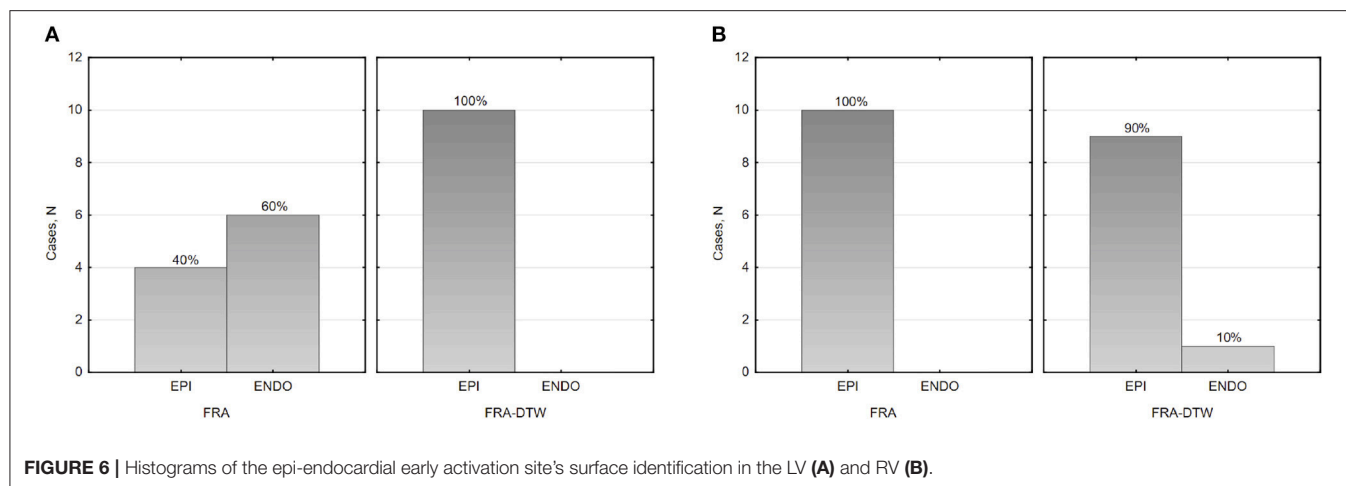 A
B
12
10
8
6
4
2
0
Cases, N
40%
60%
EPI
ENDO
FRA
100%
EPI
ENDO
FRA-DTW
12
10
8
6
4
2
0
Cases, N
100%
EPI
ENDO
FRA
90%
10%
EPI
ENDO
FRA-DTW
FIGURE 6 | Histograms of the epi-endocardial early activation site's surface identification in the LV (A) and RV (B).